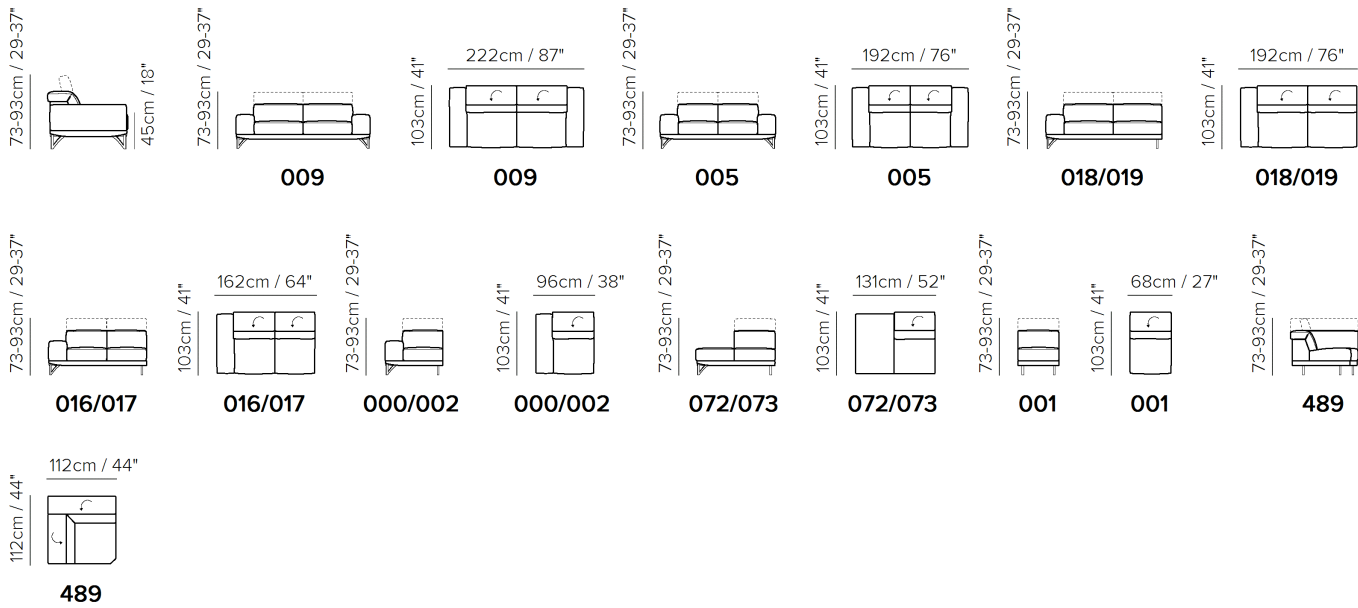 73-93cm / 29-37"
45cm / 18"
73-93cm / 29-37"
009
222cm / 87"
103cm / 41"
009
73-93cm / 29-37"
005
192cm / 76"
103cm / 41"
005
73-93cm / 29-37"
018/019
192cm / 76"
103cm / 41"
018/019
73-93cm / 29-37"
016/017
162cm / 64"
103cm / 41"
016/017
73-93cm / 29-37"
000/002
96cm / 38"
103cm / 41"
000/002
73-93cm / 29-37"
072/073
131cm / 52"
103cm / 41"
072/073
73-93cm / 29-37"
001
68cm / 27"
103cm / 41"
001
73-93cm / 29-37"
489
112cm / 44"
112cm / 44"
489